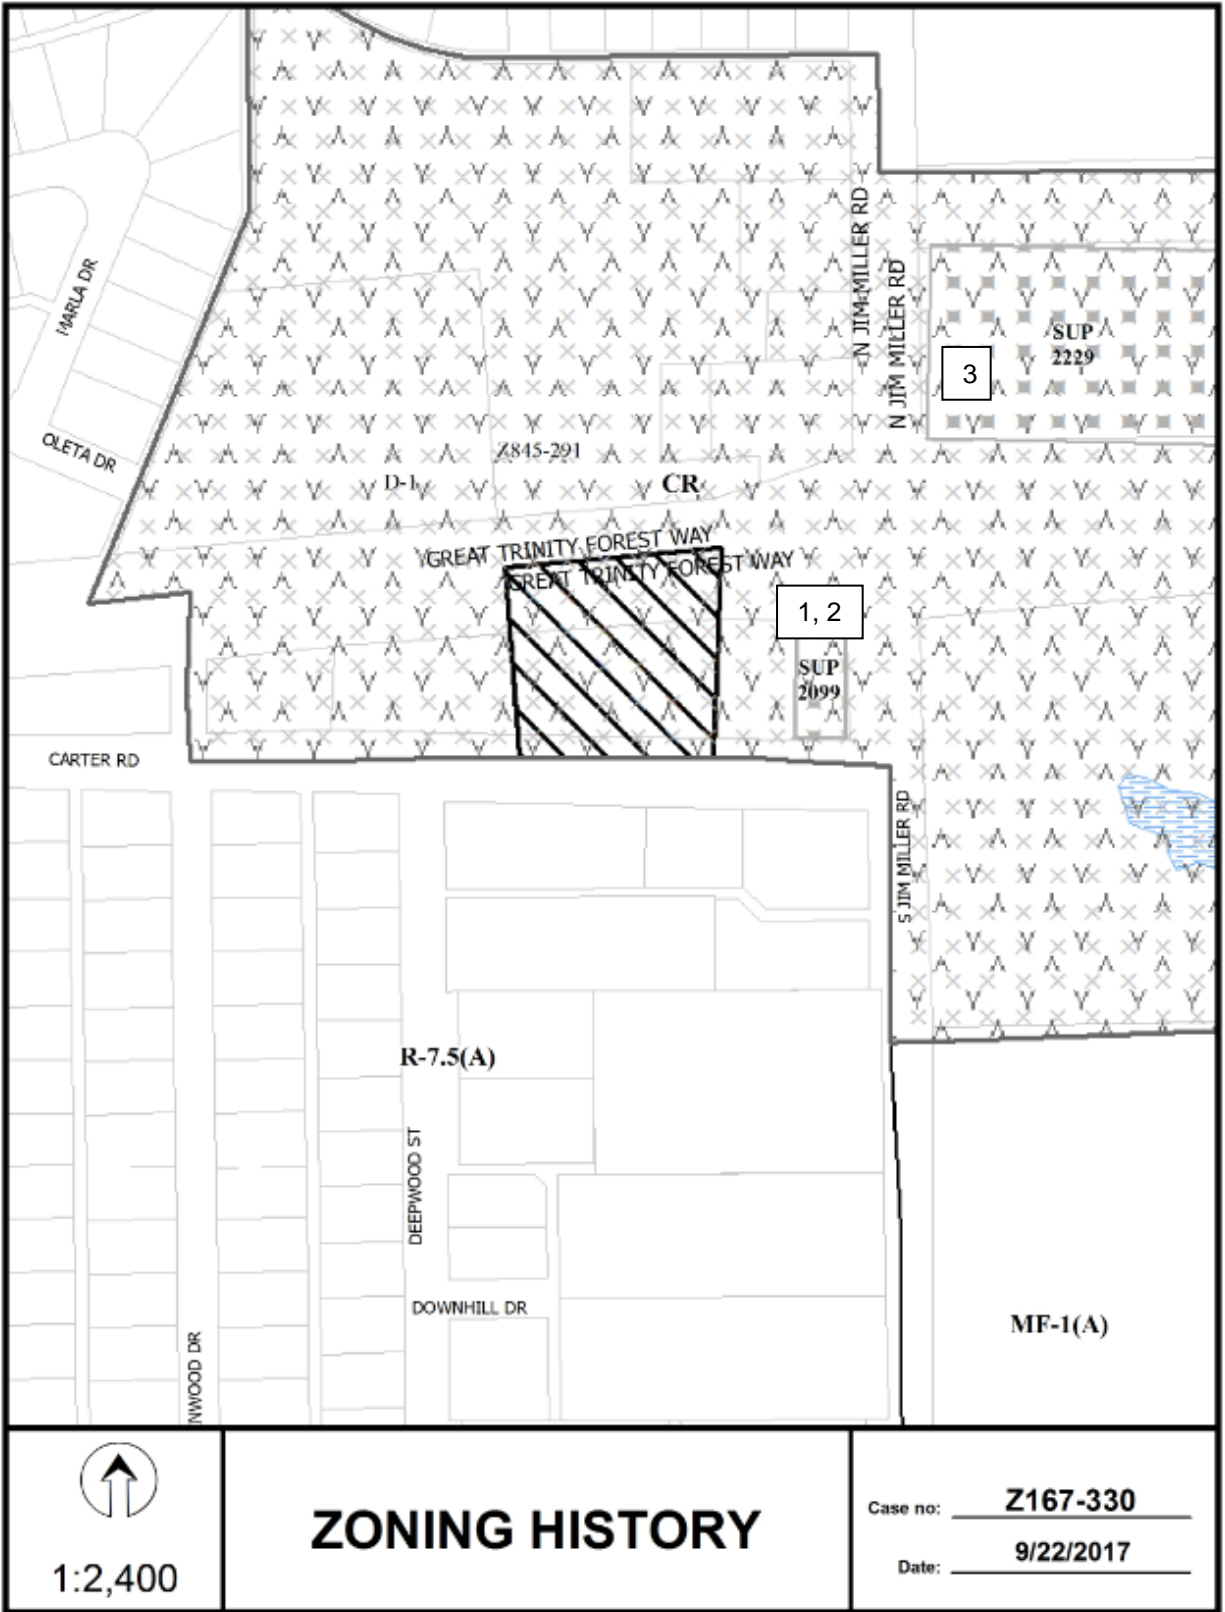 N JIM MILLER RD
N JIM MILLER RD
MARLA DR
SUP
2229
3
OLETA DR
Z845-291
D-1
CR
GREAT TRINITY FOREST WAY
GREAT TRINITY FOREST WAY
1, 2
SUP
2099
CARTER RD
S JIM MILLER RD
R-7.5(A)
DEEPWOOD ST
DOWNHILL DR
MF-1(A)
NWOOD DR
1:2,400
ZONING HISTORY
Case no: Z167-330
Date: 9/22/2017